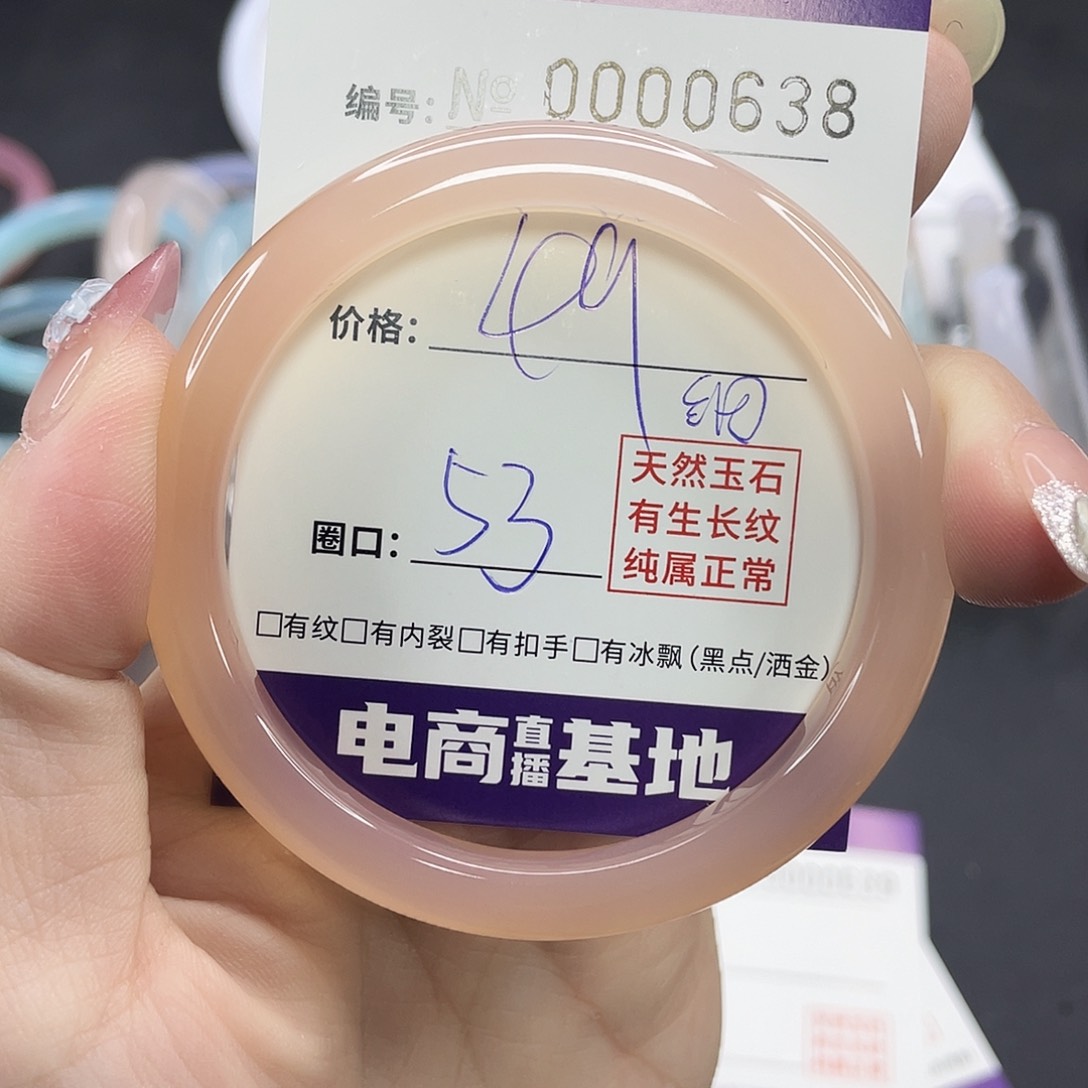 编号: № 0000638
价格:
圈口: 53
天然玉石
有生长纹
纯属正常
□有纹□有内裂□有扣手□有冰飘(黑点/洒金)
电商直播基地